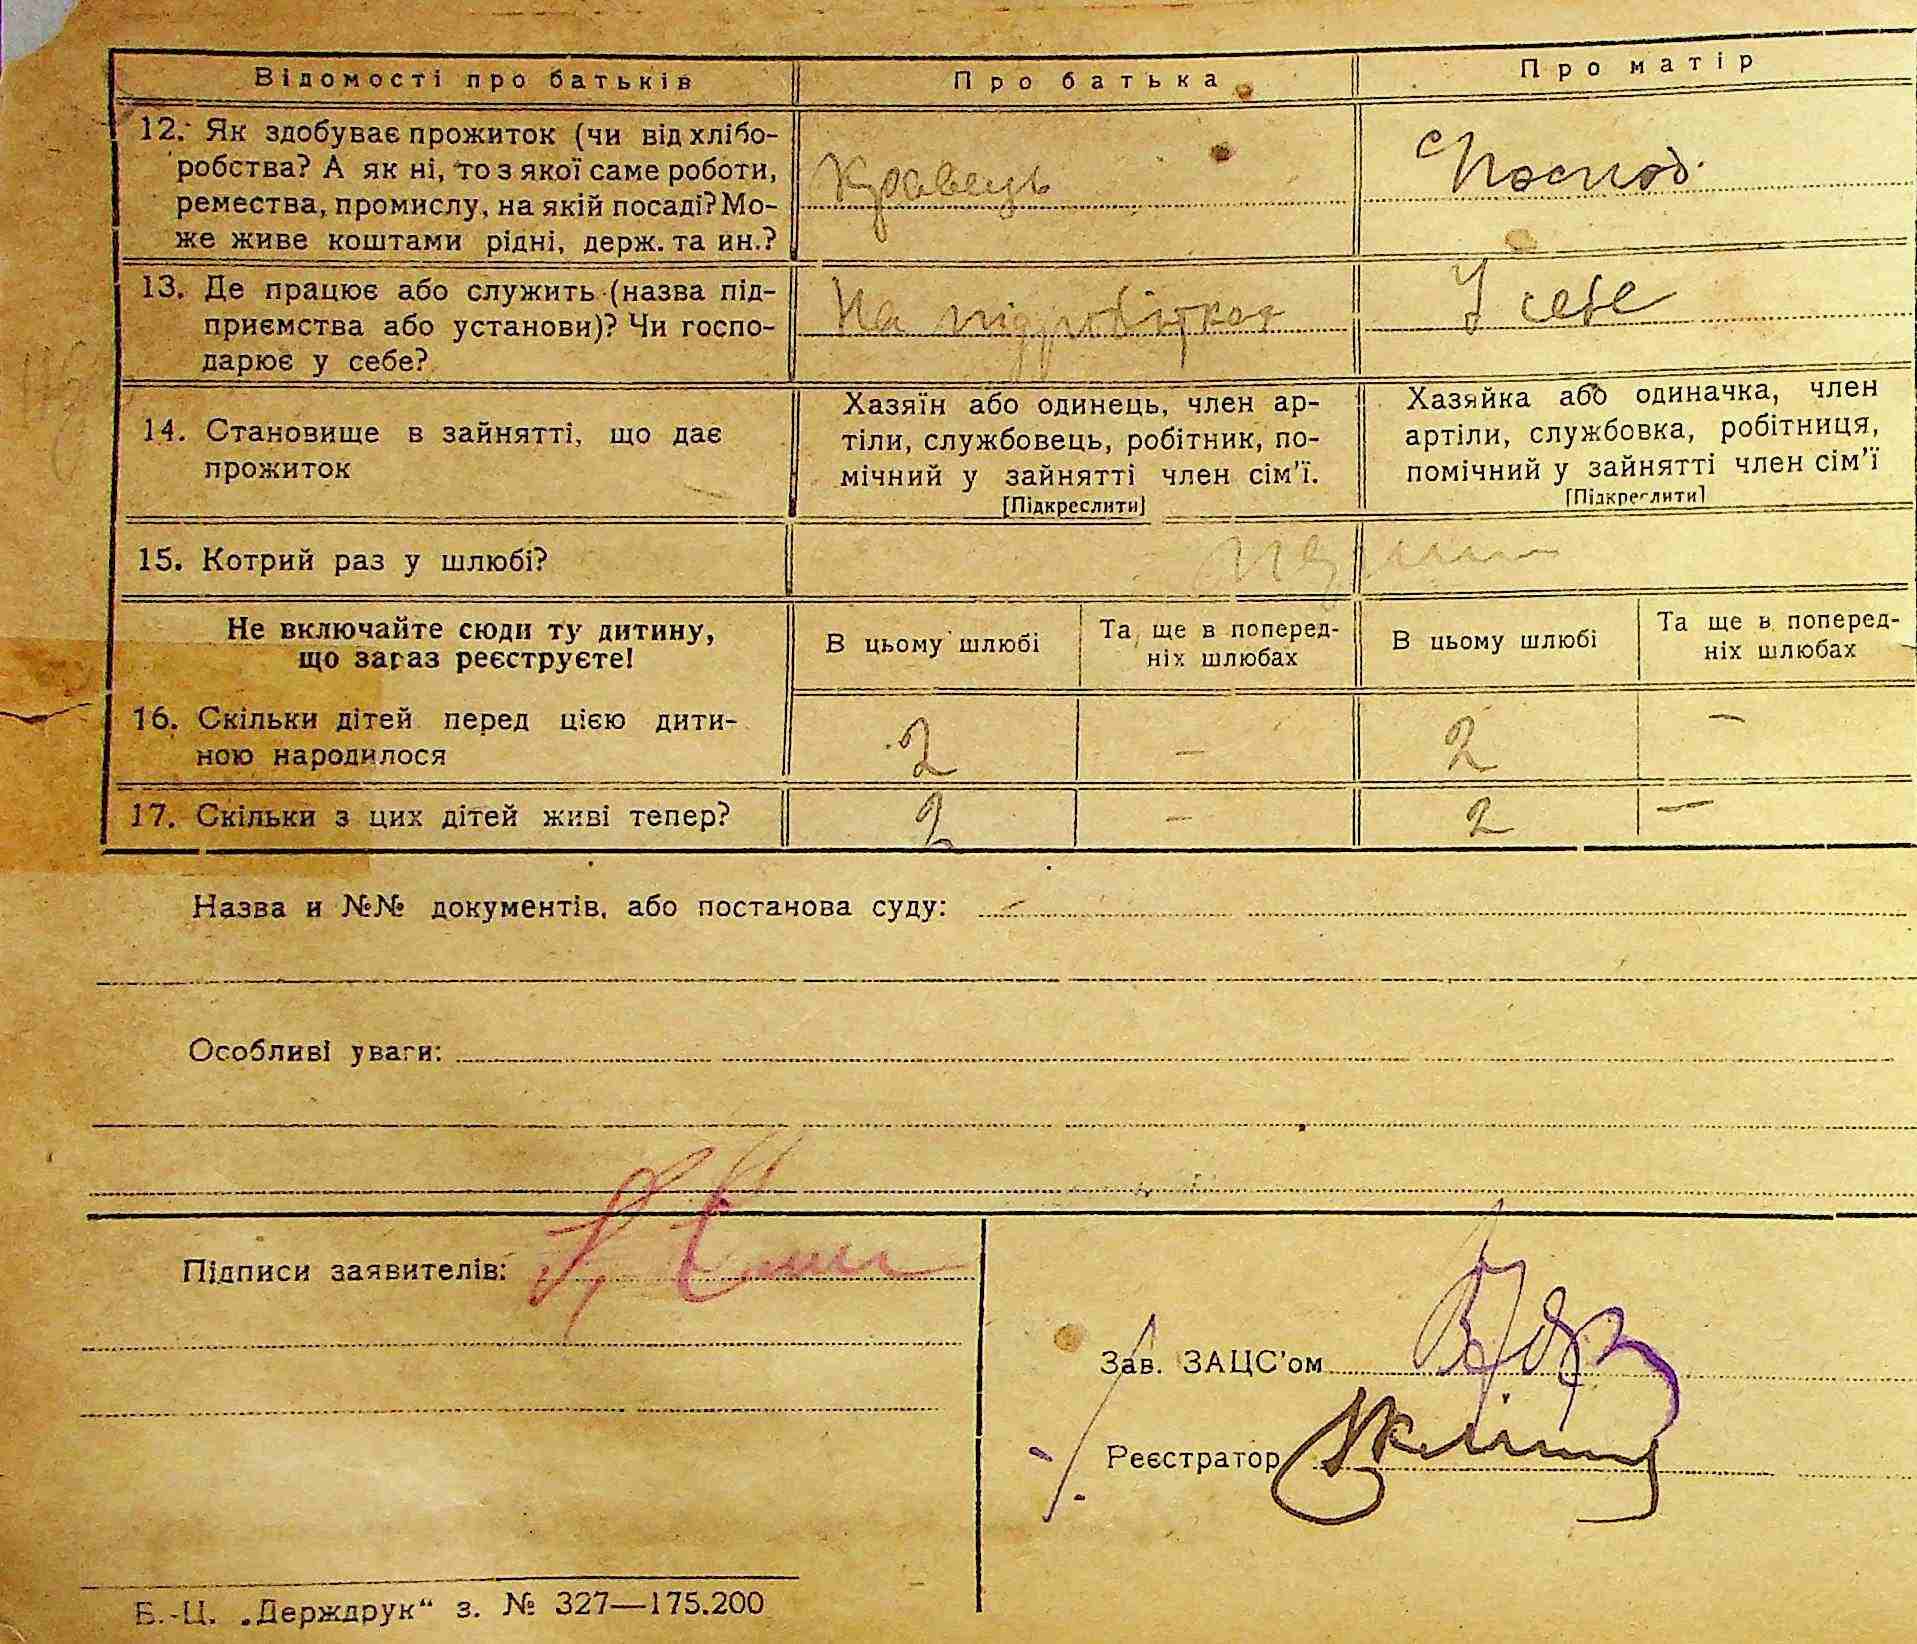 Відомості про батьків
Про батька
Про матір
12. Як здобуває прожиток (чи від хлібо-
робства? А як ні, то з якої саме роботи,
ремества, промислу, на якій посаді? Мо-
же живе коштами рідні, держ. та ин.?
Кравець
Господ.
13. Де працює або служить (назва під-
приємства або установи)? Чи госпо-
дарює у себе?
На підробітках
У себе
14. Становище в зайнятті, що дає
прожиток
Хазяїн або одинець, член ар-
тіли, службовець, робітник, по-
мічний у зайнятті член сім'ї.
[Підкреслити]
Хазяйка або одиначка, член
артіли, службовка, робітниця,
помічний у зайнятті член сім'ї
[Підкреслити]
15. Котрий раз у шлюбі?
Не включайте сюди ту дитину,
що зараз реєструєте!
В цьому шлюбі
Та ще в поперед-
ніх шлюбах
В цьому шлюбі
Та ще в поперед-
ніх шлюбах
16. Скільки дітей перед цією дити-
ною народилося
2 — 2 —
17. Скільки з цих дітей живі тепер?
2 — 2 —
Назва и №№ документів, або постанова суду: —
Особливі уваги:
Підписи заявителів:
Зав. ЗАЦС'ом
Реєстратор
Б.-Ц. „Держдрук“ з. № 327—175.200